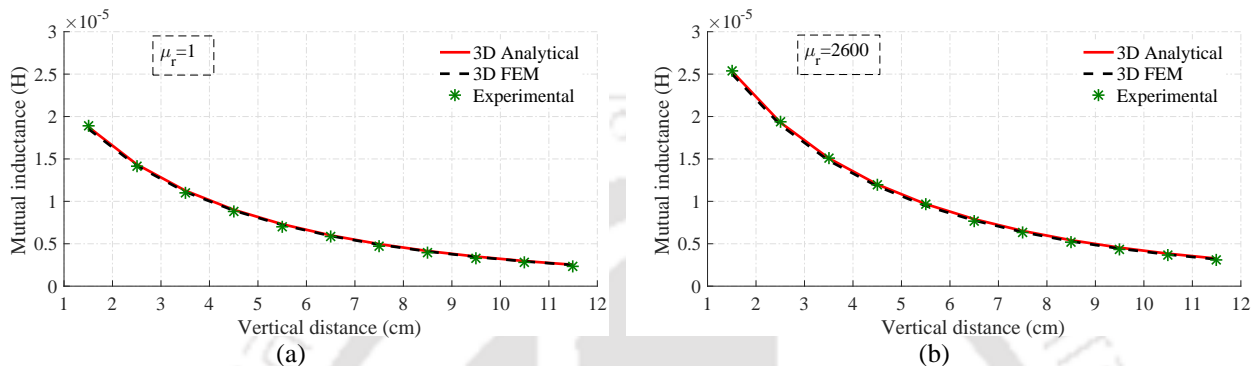 × 10-5
3
2.5
2
1.5
1
0.5
0
μr=1
3D Analytical
3D FEM
Experimental
1 2 3 4 5 6 7 8 9 10 11 12
Mutual inductance (H)
Vertical distance (cm)
(a)
× 10-5
3
2.5
2
1.5
1
0.5
0
μr=2600
3D Analytical
3D FEM
Experimental
1 2 3 4 5 6 7 8 9 10 11 12
Mutual inductance (H)
Vertical distance (cm)
(b)